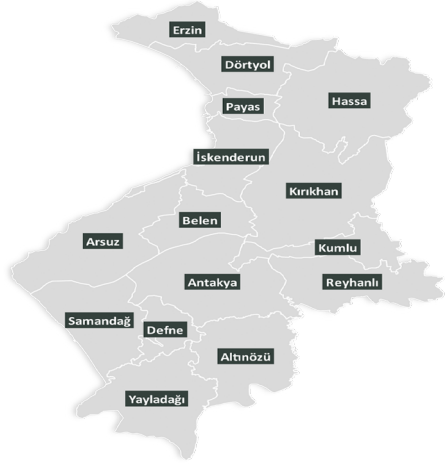 Erzin
Dörtyol
Hassa
Payas
İskenderun
Kırıkhan
Belen
Arsuz
Kumlu
Antakya
Reyhanlı
Samandağ
Defne
Altınözü
Yayladağı